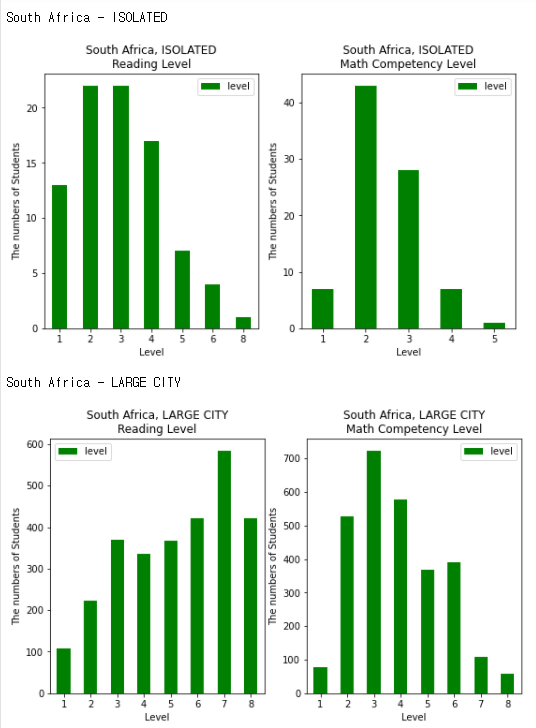 South Africa - ISOLATED
South Africa, ISOLATED
Reading Level
level
20
15
10
5
0
The numbers of Students
1 2 3 4 5 6 8
Level
South Africa, ISOLATED
Math Competency Level
level
40
30
20
10
0
The numbers of Students
1 2 3 4 5
Level
South Africa - LARGE CITY
South Africa, LARGE CITY
Reading Level
level
600
500
400
300
200
100
0
The numbers of Students
1 2 3 4 5 6 7 8
Level
South Africa, LARGE CITY
Math Competency Level
level
700
600
500
400
300
200
100
0
The numbers of Students
1 2 3 4 5 6 7 8
Level